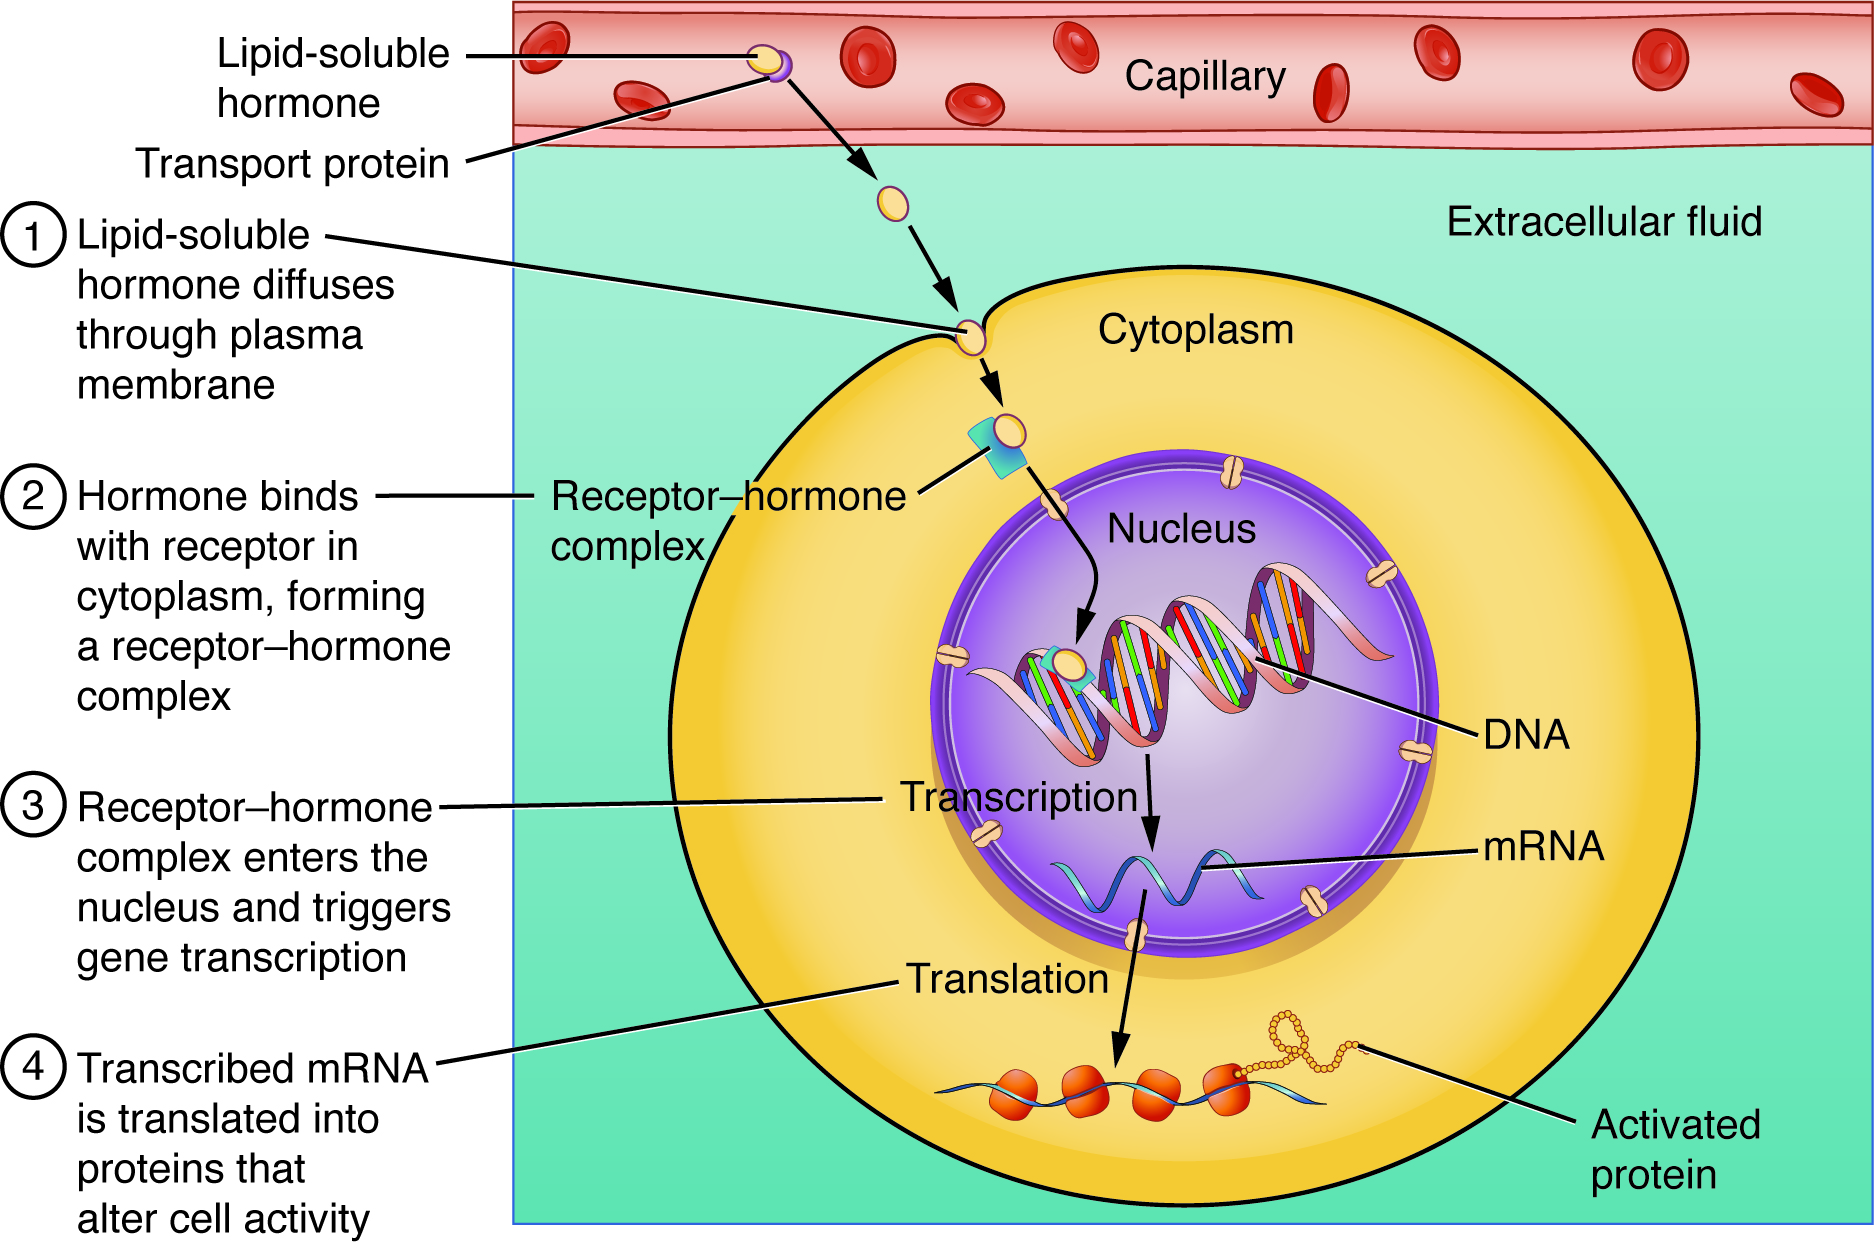 Lipid-soluble
hormone
Transport protein
Capillary
Extracellular fluid
1 Lipid-soluble
hormone diffuses
through plasma
membrane
Cytoplasm
2 Hormone binds
with receptor in
cytoplasm, forming
a receptor–hormone
complex
Receptor–hormone
complex
Nucleus
DNA
3 Receptor–hormone
complex enters the
nucleus and triggers
gene transcription
Transcription
mRNA
Translation
4 Transcribed mRNA
is translated into
proteins that
alter cell activity
Activated
protein